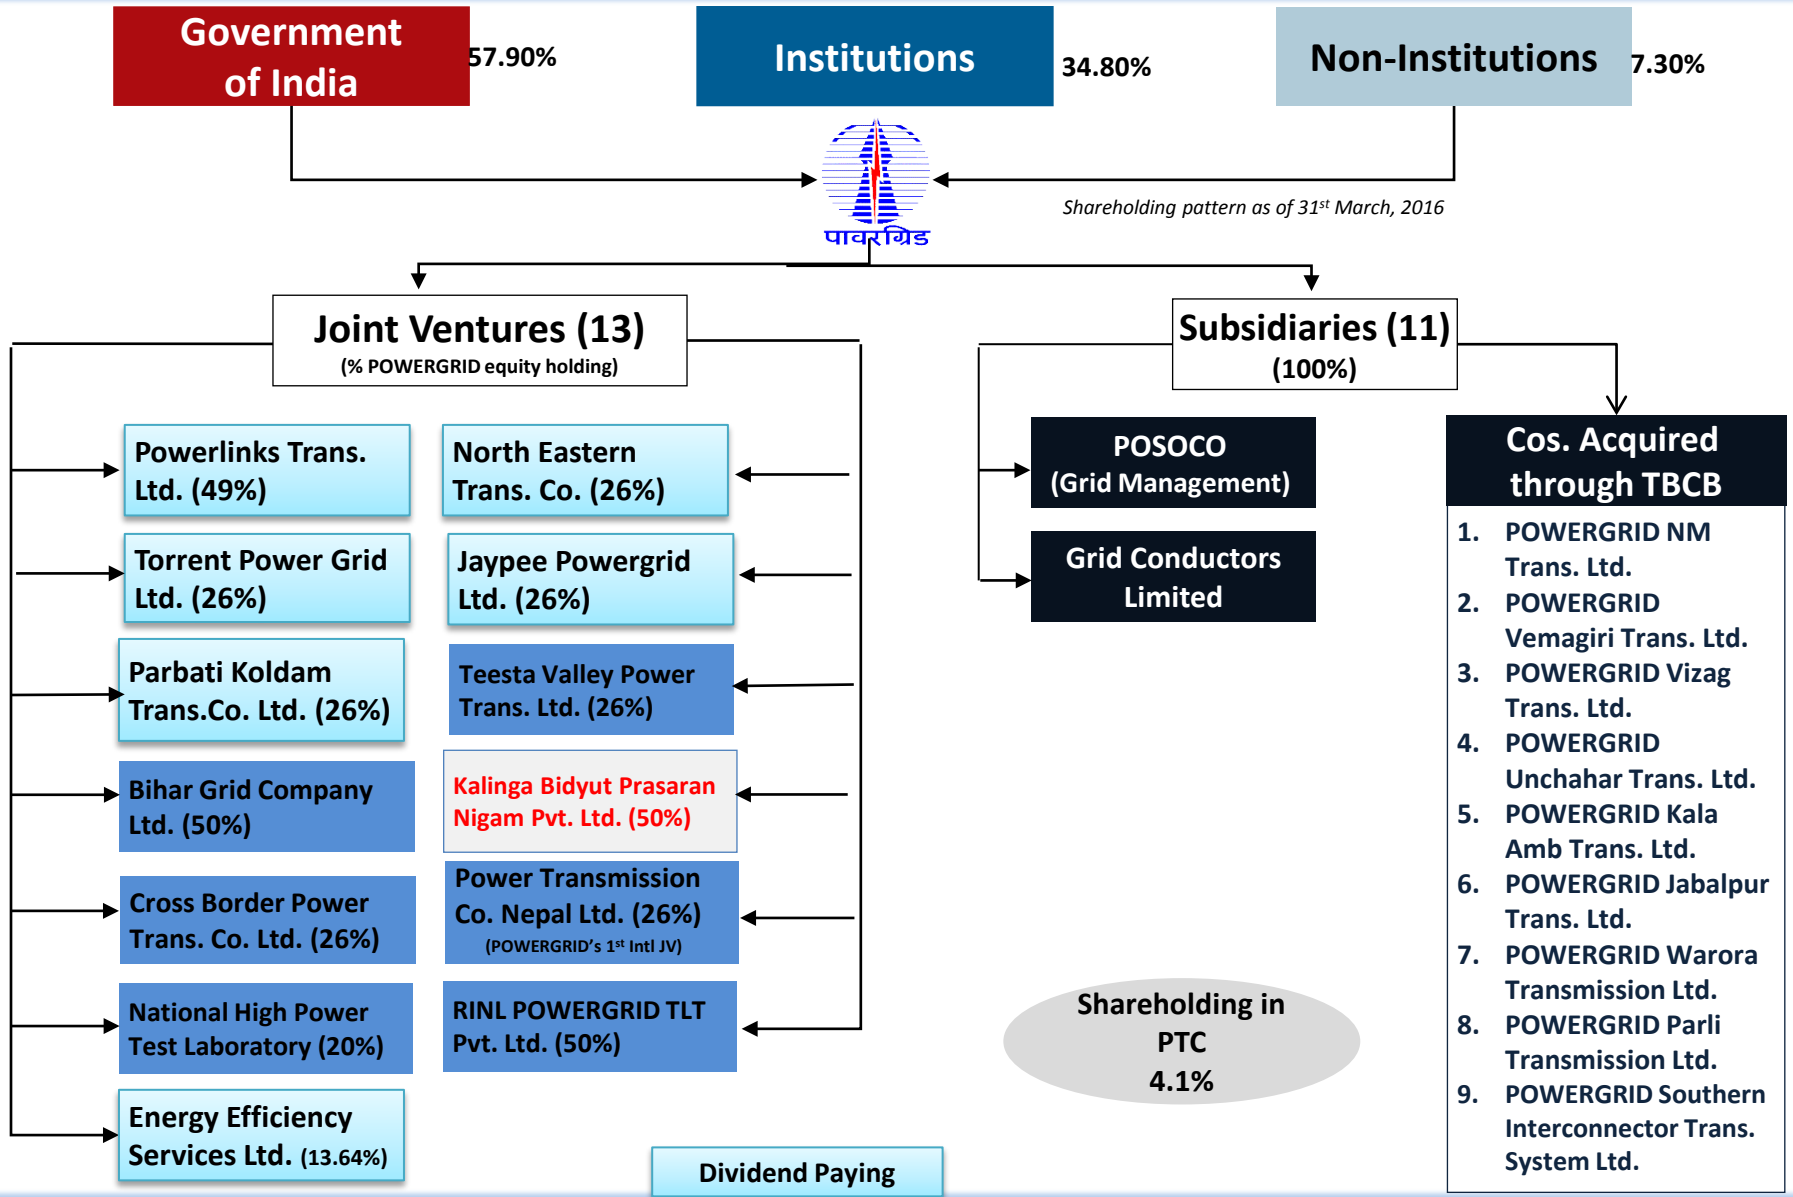 Government
of India
57.90%
Institutions
34.80%
Non-Institutions
7.30%
पावरग्रिड
Shareholding pattern as of 31st March, 2016
Joint Ventures (13)
(% POWERGRID equity holding)
Subsidiaries (11)
(100%)
Powerlinks Trans.
Ltd. (49%)
North Eastern
Trans. Co. (26%)
Torrent Power Grid
Ltd. (26%)
Jaypee Powergrid
Ltd. (26%)
Parbati Koldam
Trans.Co. Ltd. (26%)
Teesta Valley Power
Trans. Ltd. (26%)
Bihar Grid Company
Ltd. (50%)
Kalinga Bidyut Prasaran
Nigam Pvt. Ltd. (50%)
Cross Border Power
Trans. Co. Ltd. (26%)
Power Transmission
Co. Nepal Ltd. (26%)
(POWERGRID's 1st Intl JV)
National High Power
Test Laboratory (20%)
RINL POWERGRID TLT
Pvt. Ltd. (50%)
Energy Efficiency
Services Ltd. (13.64%)
Dividend Paying
POSOCO
(Grid Management)
Grid Conductors
Limited
Shareholding in
PTC
4.1%
Cos. Acquired
through TBCB
1. POWERGRID NM
Trans. Ltd.
2. POWERGRID
Vemagiri Trans. Ltd.
3. POWERGRID Vizag
Trans. Ltd.
4. POWERGRID
Unchahar Trans. Ltd.
5. POWERGRID Kala
Amb Trans. Ltd.
6. POWERGRID Jabalpur
Trans. Ltd.
7. POWERGRID Warora
Transmission Ltd.
8. POWERGRID Parli
Transmission Ltd.
9. POWERGRID Southern
Interconnector Trans.
System Ltd.